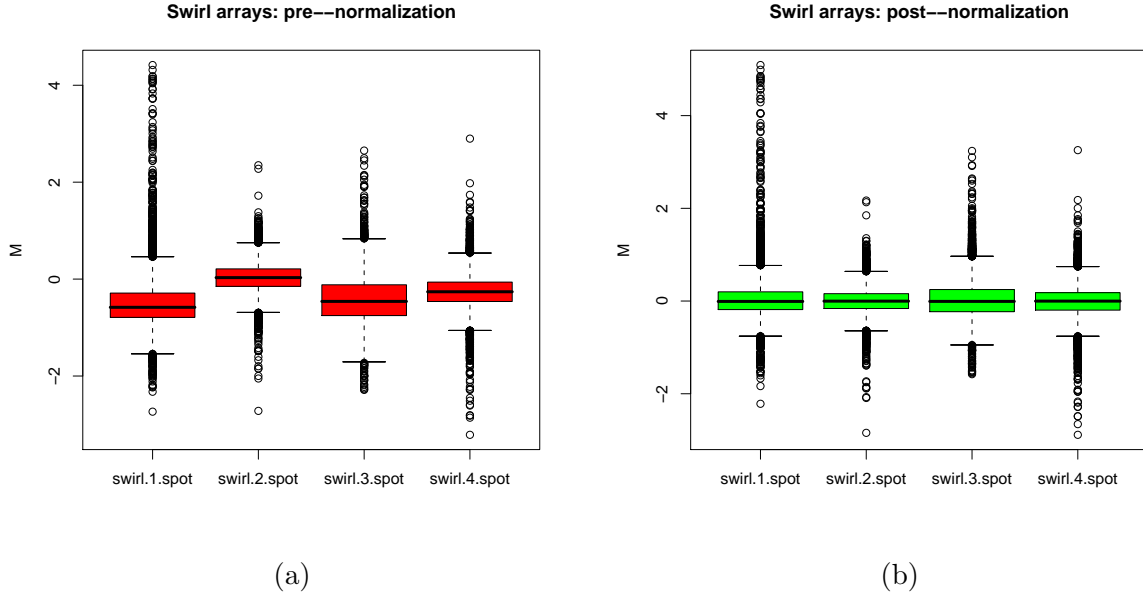 Swirl arrays: pre−−normalization
M
4
2
0
−2
swirl.1.spot swirl.2.spot swirl.3.spot swirl.4.spot
(a)
Swirl arrays: post−−normalization
M
4
2
0
−2
swirl.1.spot swirl.2.spot swirl.3.spot swirl.4.spot
(b)